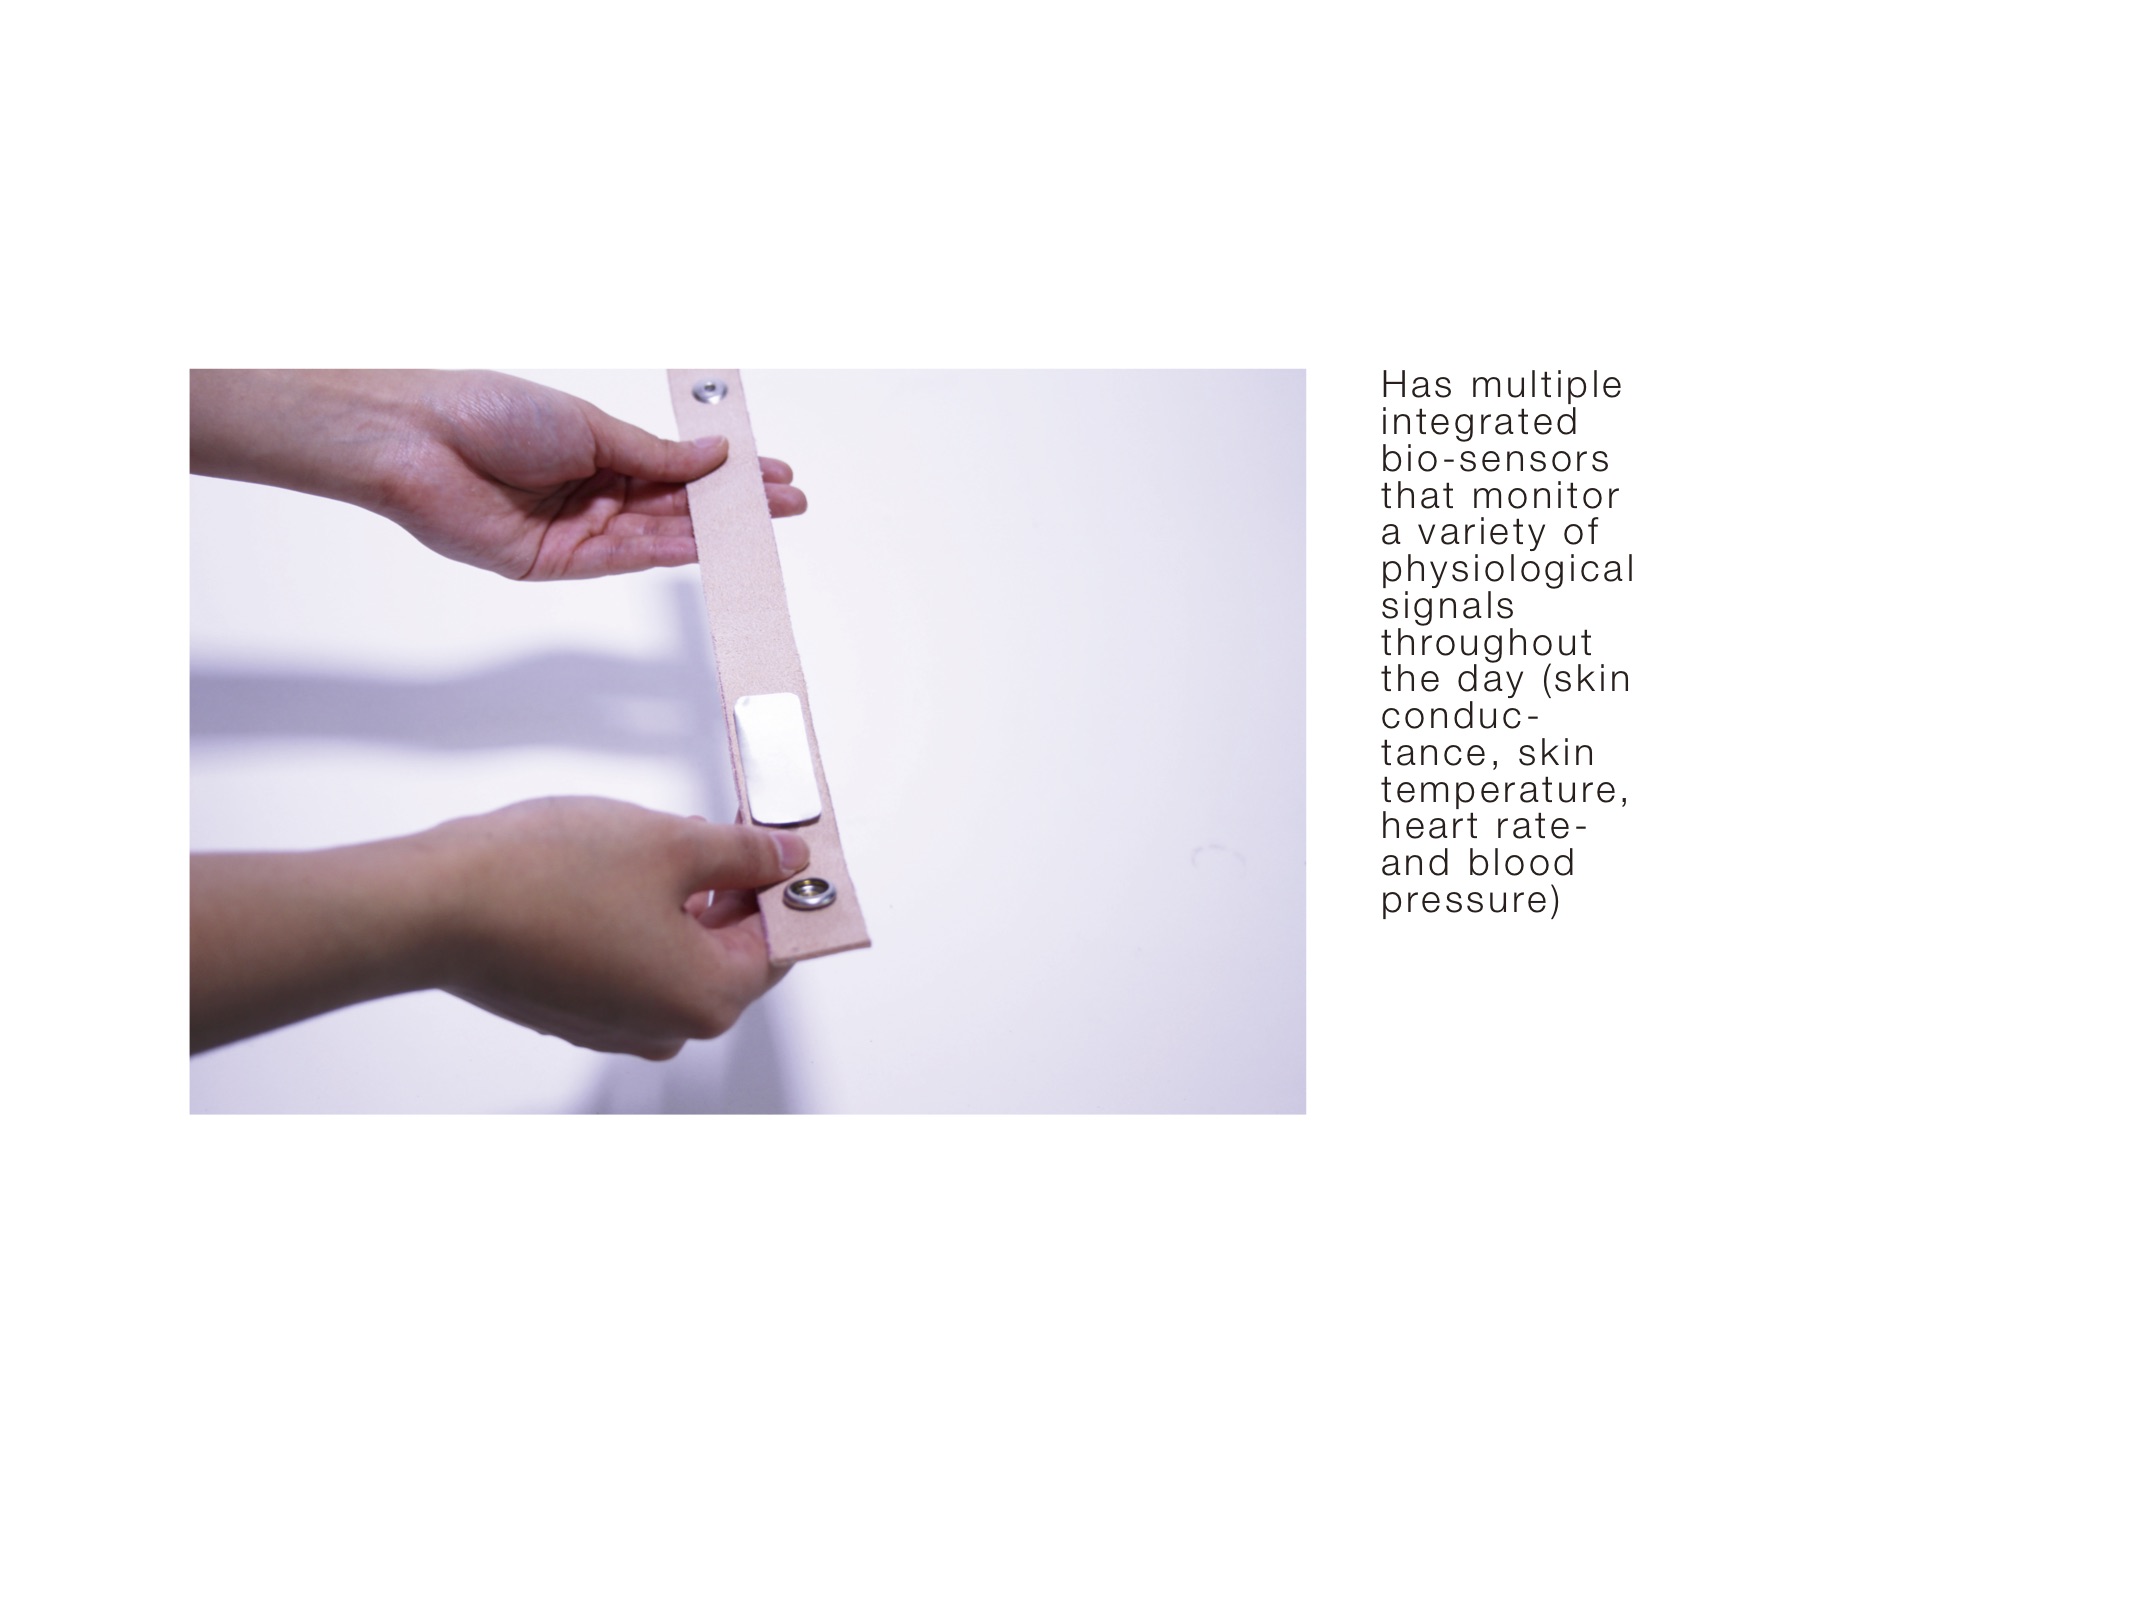 Has multiple
integrated
bio-sensors
that monitor
a variety of
physiological
signals
throughout
the day (skin
conduc-
tance, skin
temperature,
heart rate-
and blood
pressure)